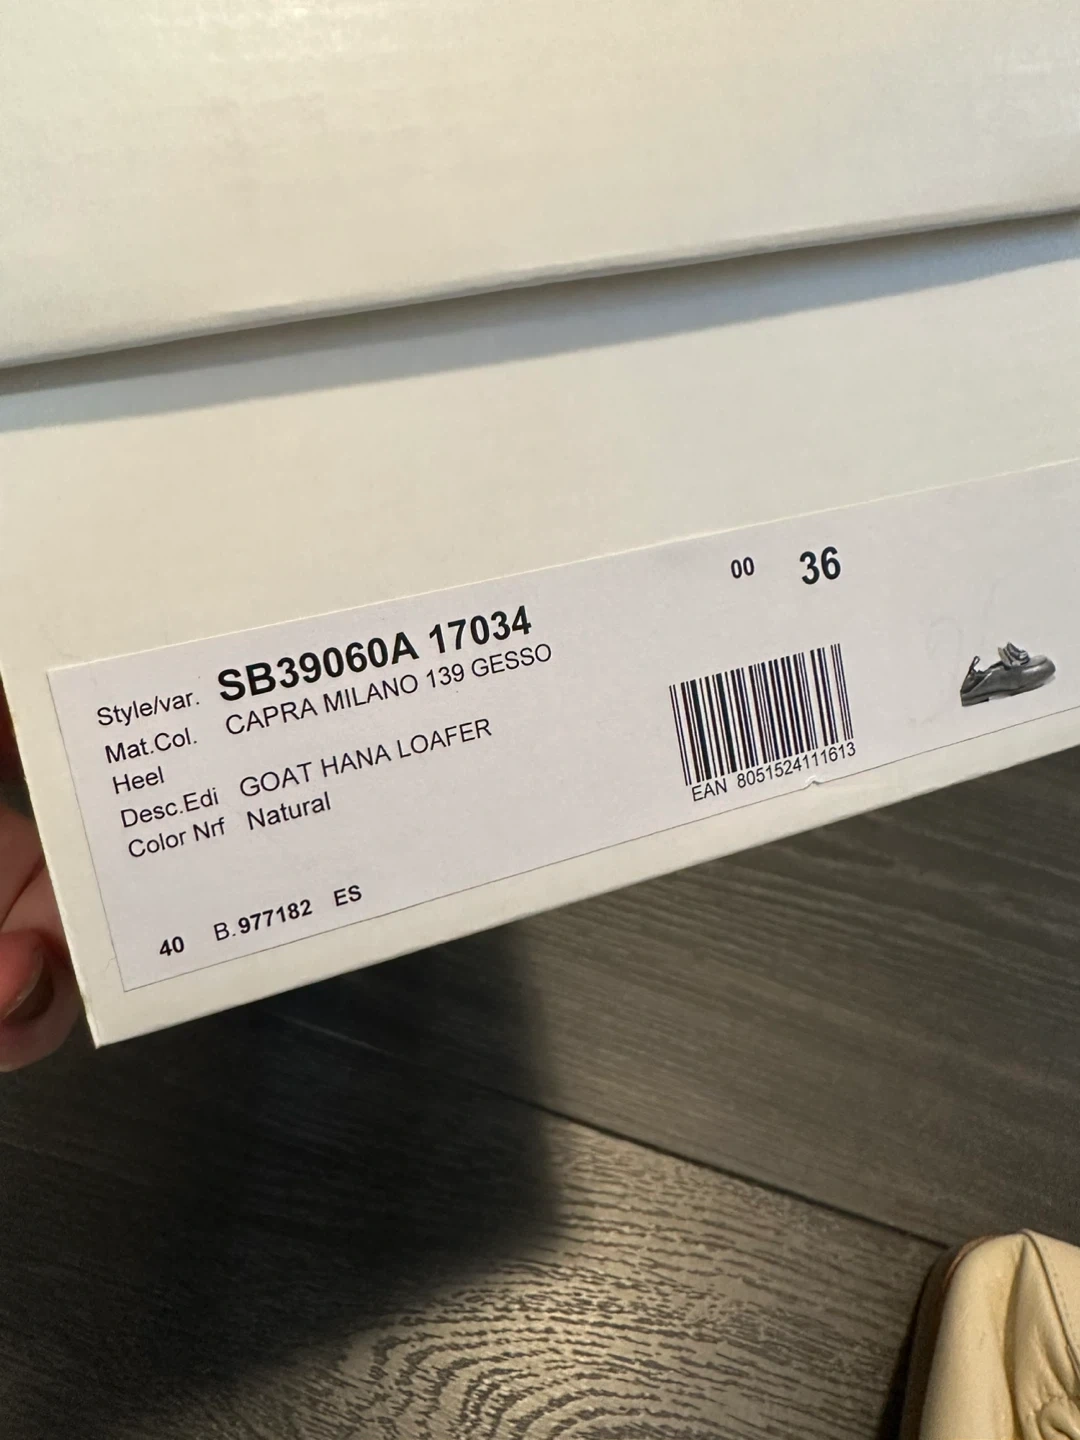 00 36
Style/var. SB39060A 17034
Mat.Col. CAPRA MILANO 139 GESSO
Heel
Desc.Edi GOAT HANA LOAFER
Color Nrf Natural
EAN 8051524111613
40 B.977182 ES